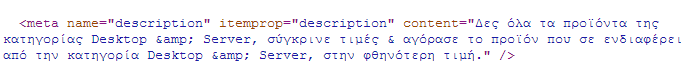 <meta name="description" itemprop="description" content="Δες όλα τα προϊόντα της
κατηγορίας Desktop &amp; Server, σύγκρινε τιμές & αγόρασε το προϊόν που σε ενδιαφέρει
από την κατηγορία Desktop &amp; Server, στην φθηνότερη τιμή." />